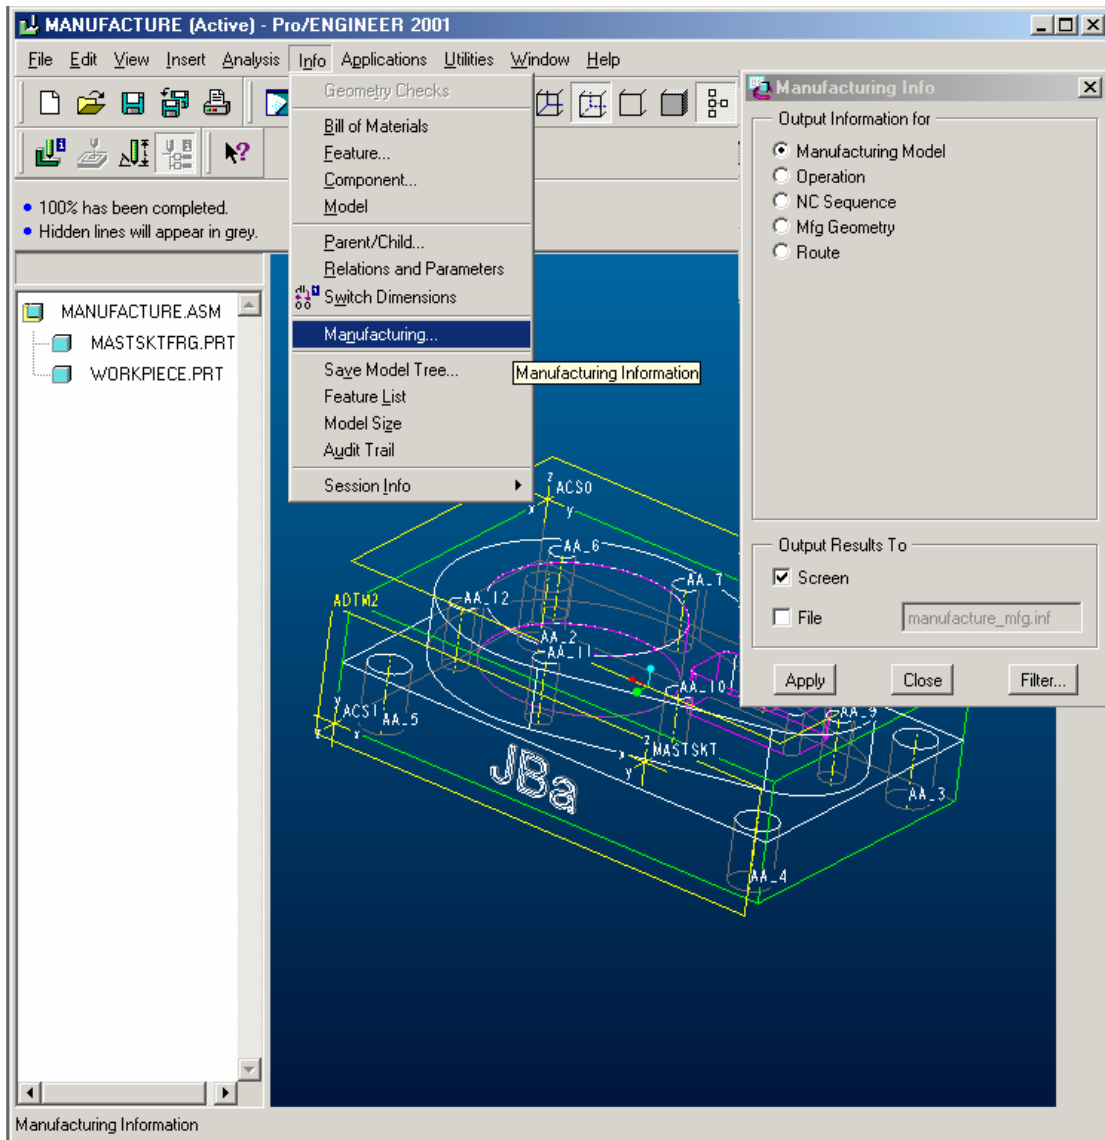 MANUFACTURE (Active) - Pro/ENGINEER 2001
File Edit View Insert Analysis Info Applications Utilities Window Help
Geometry Checks
Bill of Materials
Feature...
Component...
Model
Parent/Child...
Relations and Parameters
Switch Dimensions
Manufacturing...
Save Model Tree...
Feature List
Model Size
Audit Trail
Session Info
Manufacturing Information
100% has been completed.
Hidden lines will appear in grey.
MANUFACTURE.ASM
MASTSKTFRG.PRT
WORKPIECE.PRT
Manufacturing Info
Output Information for
Manufacturing Model
Operation
NC Sequence
Mfg Geometry
Route
Output Results To
Screen
File manufacture_mfg.inf
Apply Close Filter...
z ACS0
x y
AA_6
AA_7
ADTM2
AA_12
AA_2
AA_11
AA_10
AA_9
y ACS1
z x
AA_5
z MASTSKT
x
y
JBa
AA_3
AA_4
Manufacturing Information